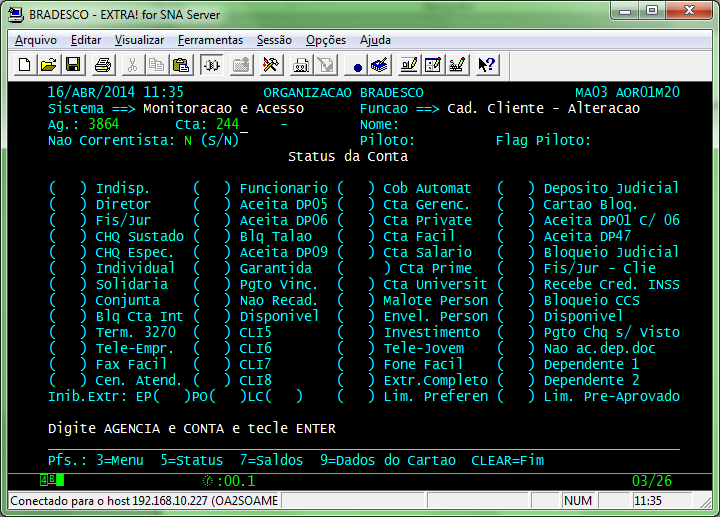 BRADESCO - EXTRA! for SNA Server
Arquivo Editar Visualizar Ferramentas Sessão Opções Ajuda
16/ABR/2014 11:35 ORGANIZACAO BRADESCO MA03 AOR01M20
Sistema ==> Monitoracao e Acesso Funcao ==> Cad. Cliente - Alteracao
Ag.: 3864 Cta: 244_ - Nome:
Nao Correntista: N (S/N) Piloto: Flag Piloto:
Status da Conta
( ) Indisp. ( ) Funcionario ( ) Cob Automat ( ) Deposito Judicial
( ) Diretor ( ) Aceita DP05 ( ) Cta Gerenc. ( ) Cartao Bloq.
( ) Fis/Jur ( ) Aceita DP06 ( ) Cta Private ( ) Aceita DP01 C/ 06
( ) CHQ Sustado ( ) Blq Talao ( ) Cta Facil ( ) Aceita DP47
( ) CHQ Espec. ( ) Aceita DP09 ( ) Cta Salario ( ) Bloqueio Judicial
( ) Individual ( ) Garantida ( ) Cta Prime ( ) Fis/Jur - Clie
( ) Solidaria ( ) Pgto Vinc. ( ) Cta Universit ( ) Recebe Cred. INSS
( ) Conjunta ( ) Nao Recad. ( ) Malote Person ( ) Bloqueio CCS
( ) Blq Cta Int ( ) Disponivel ( ) Envel. Person ( ) Disponivel
( ) Term. 3270 ( ) CLI5 ( ) Investimento ( ) Pgto Chq s/ Visto
( ) Tele-Empr. ( ) CLI6 ( ) Tele-Jovem ( ) Nao ac.dep.doc
( ) Fax Facil ( ) CLI7 ( ) Fone Facil ( ) Dependente 1
( ) Cen. Atend. ( ) CLI8 ( ) Extr.Completo ( ) Dependente 2
Inib.Extr: EP( )PO( )LC( ) ( ) Lim. Preferen ( ) Lim. Pre-Aprovado
Digite AGENCIA e CONTA e tecle ENTER
Pfs.: 3=Menu 5=Status 7=Saldos 9=Dados do Cartao CLEAR=Fim
4B :00.1 03/26
Conectado para o host 192.168.10.227 (OA2SOAME NUM 11:35